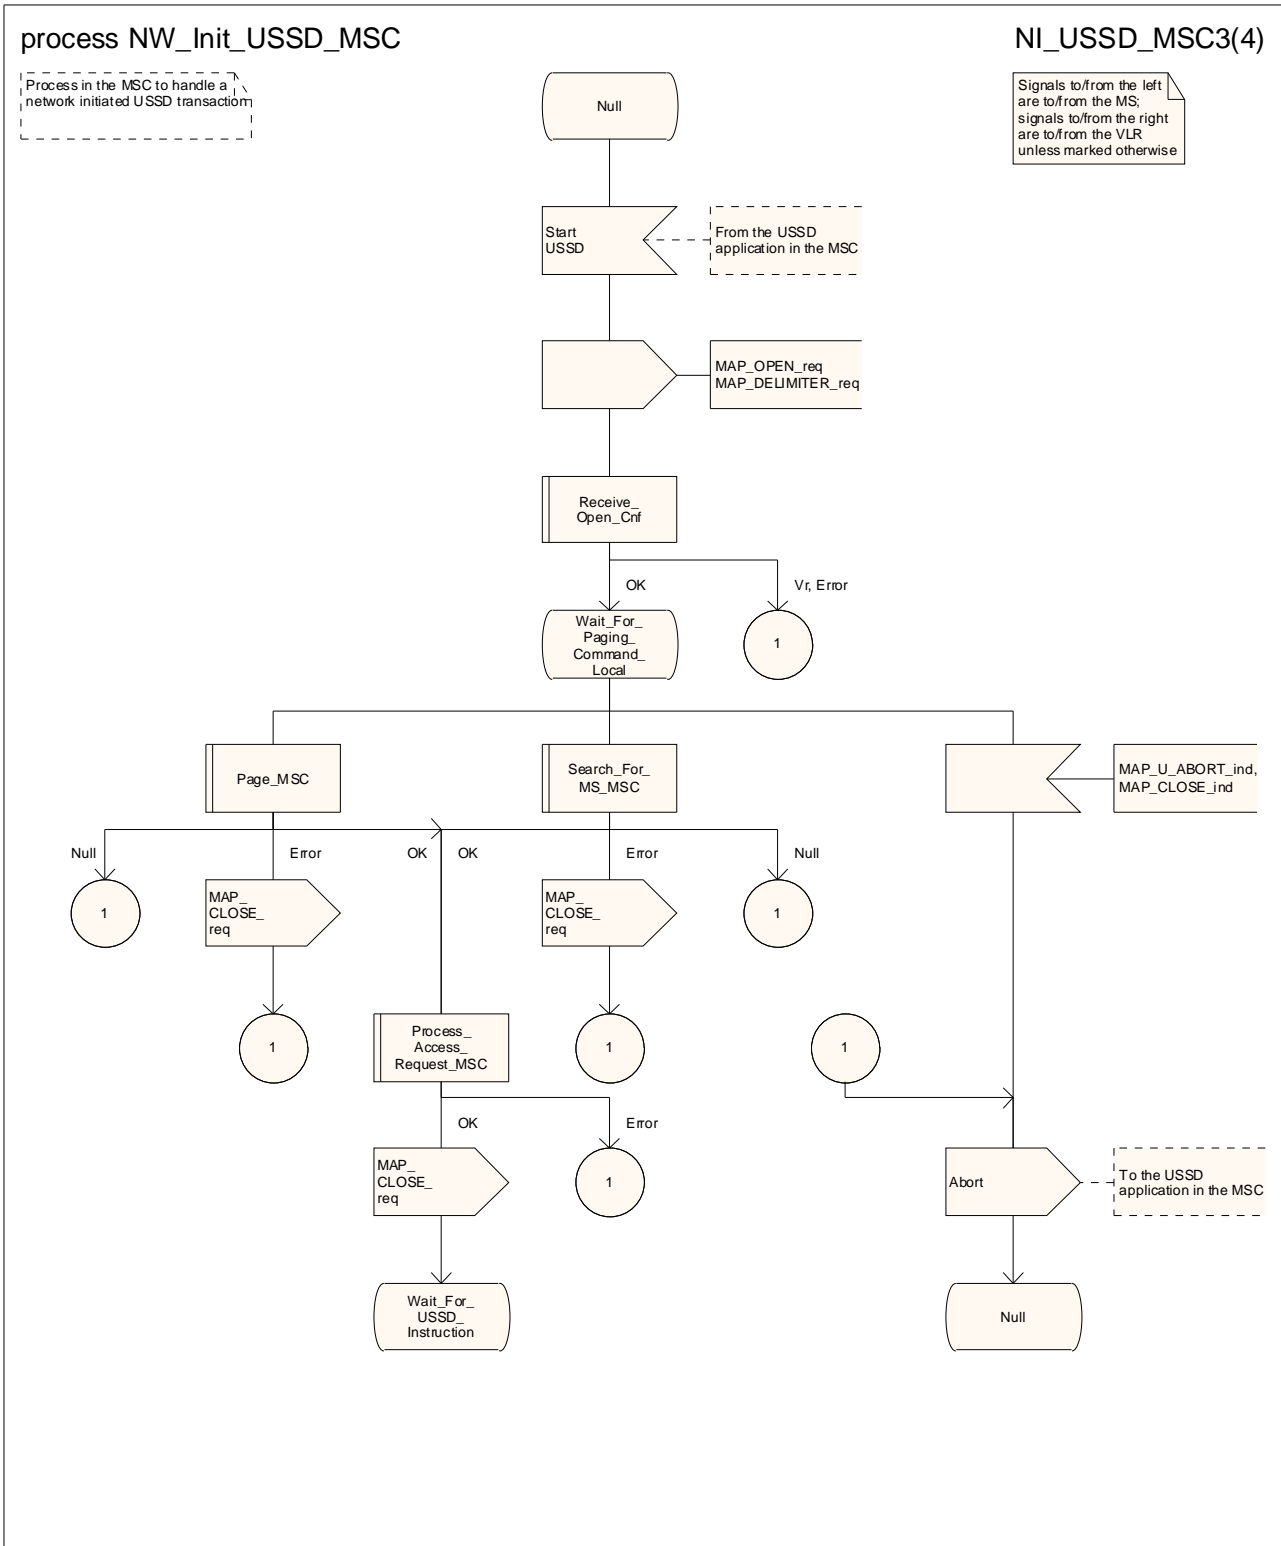 process NW_Init_USSD_MSC
NI_USSD_MSC3(4)
Process in the MSC to handle a
network initiated USSD transaction
Null
Signals to/from the left
are to/from the MS;
signals to/from the right
are to/from the VLR
unless marked otherwise
Start
USSD
From the USSD
application in the MSC
MAP_OPEN_req
MAP_DELIMITER_req
Receive_
Open_Cnf
OK
Vr, Error
Wait_For_
Paging_
Command_
Local
1
Page_MSC
Search_For_
MS_MSC
MAP_U_ABORT_ind,
MAP_CLOSE_ind
Null
Error
OK
OK
Error
Null
1
MAP_
CLOSE_
req
MAP_
CLOSE_
req
1
1
Process_
Access_
Request_MSC
1
1
OK
Error
MAP_
CLOSE_
req
1
Abort
To the USSD
application in the MSC
Wait_For_
USSD_
Instruction
Null